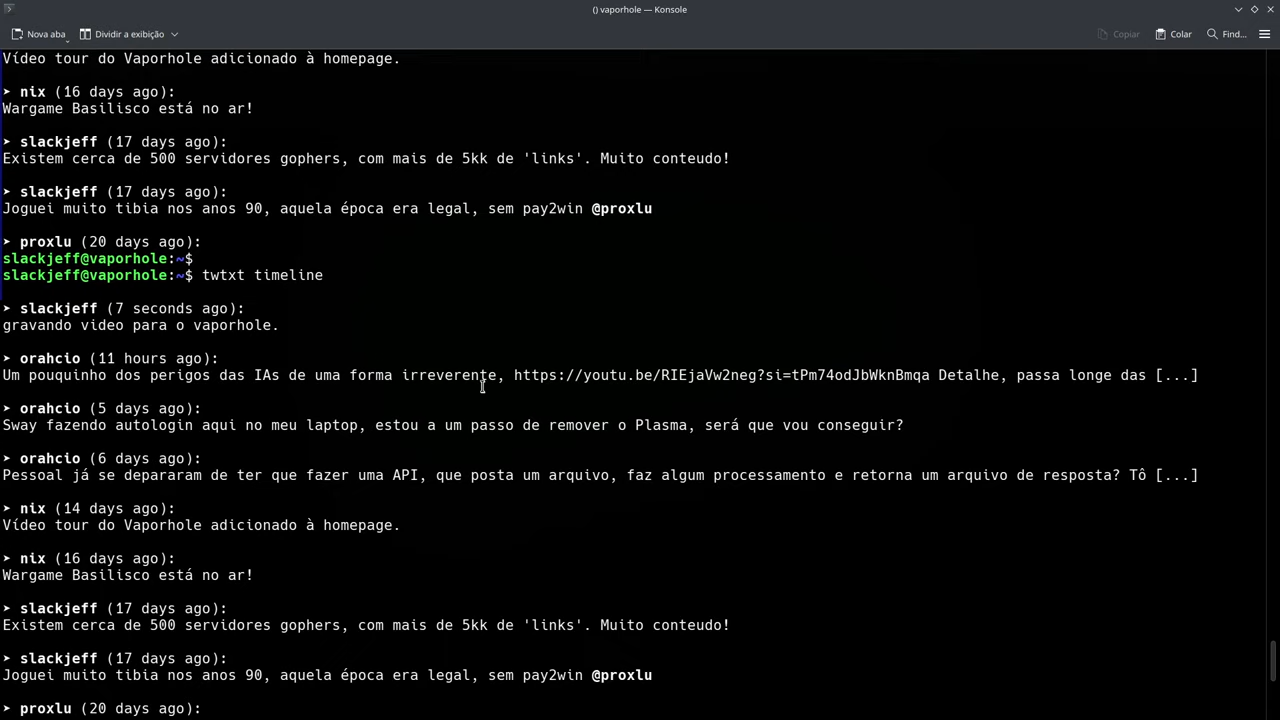 () vaporhole — Konsole
Nova aba
Dividir a exibição
Copiar
Colar
Find...
Vídeo tour do Vaporhole adicionado à homepage.
➤ nix (16 days ago):
Wargame Basilisco está no ar!
➤ slackjeff (17 days ago):
Existem cerca de 500 servidores gophers, com mais de 5kk de 'links'. Muito conteudo!
➤ slackjeff (17 days ago):
Joguei muito tibia nos anos 90, aquela época era legal, sem pay2win @proxlu
➤ proxlu (20 days ago):
slackjeff@vaporhole:~$
slackjeff@vaporhole:~$ twtxt timeline
➤ slackjeff (7 seconds ago):
gravando video para o vaporhole.
➤ orahcio (11 hours ago):
Um pouquinho dos perigos das IAs de uma forma irreverente, https://youtu.be/RIEjaVw2neg?si=tPm74odJbWknBmqa Detalhe, passa longe das [...]
➤ orahcio (5 days ago):
Sway fazendo autologin aqui no meu laptop, estou a um passo de remover o Plasma, será que vou conseguir?
➤ orahcio (6 days ago):
Pessoal já se depararam de ter que fazer uma API, que posta um arquivo, faz algum processamento e retorna um arquivo de resposta? Tô [...]
➤ nix (14 days ago):
Vídeo tour do Vaporhole adicionado à homepage.
➤ nix (16 days ago):
Wargame Basilisco está no ar!
➤ slackjeff (17 days ago):
Existem cerca de 500 servidores gophers, com mais de 5kk de 'links'. Muito conteudo!
➤ slackjeff (17 days ago):
Joguei muito tibia nos anos 90, aquela época era legal, sem pay2win @proxlu
➤ proxlu (20 days ago):